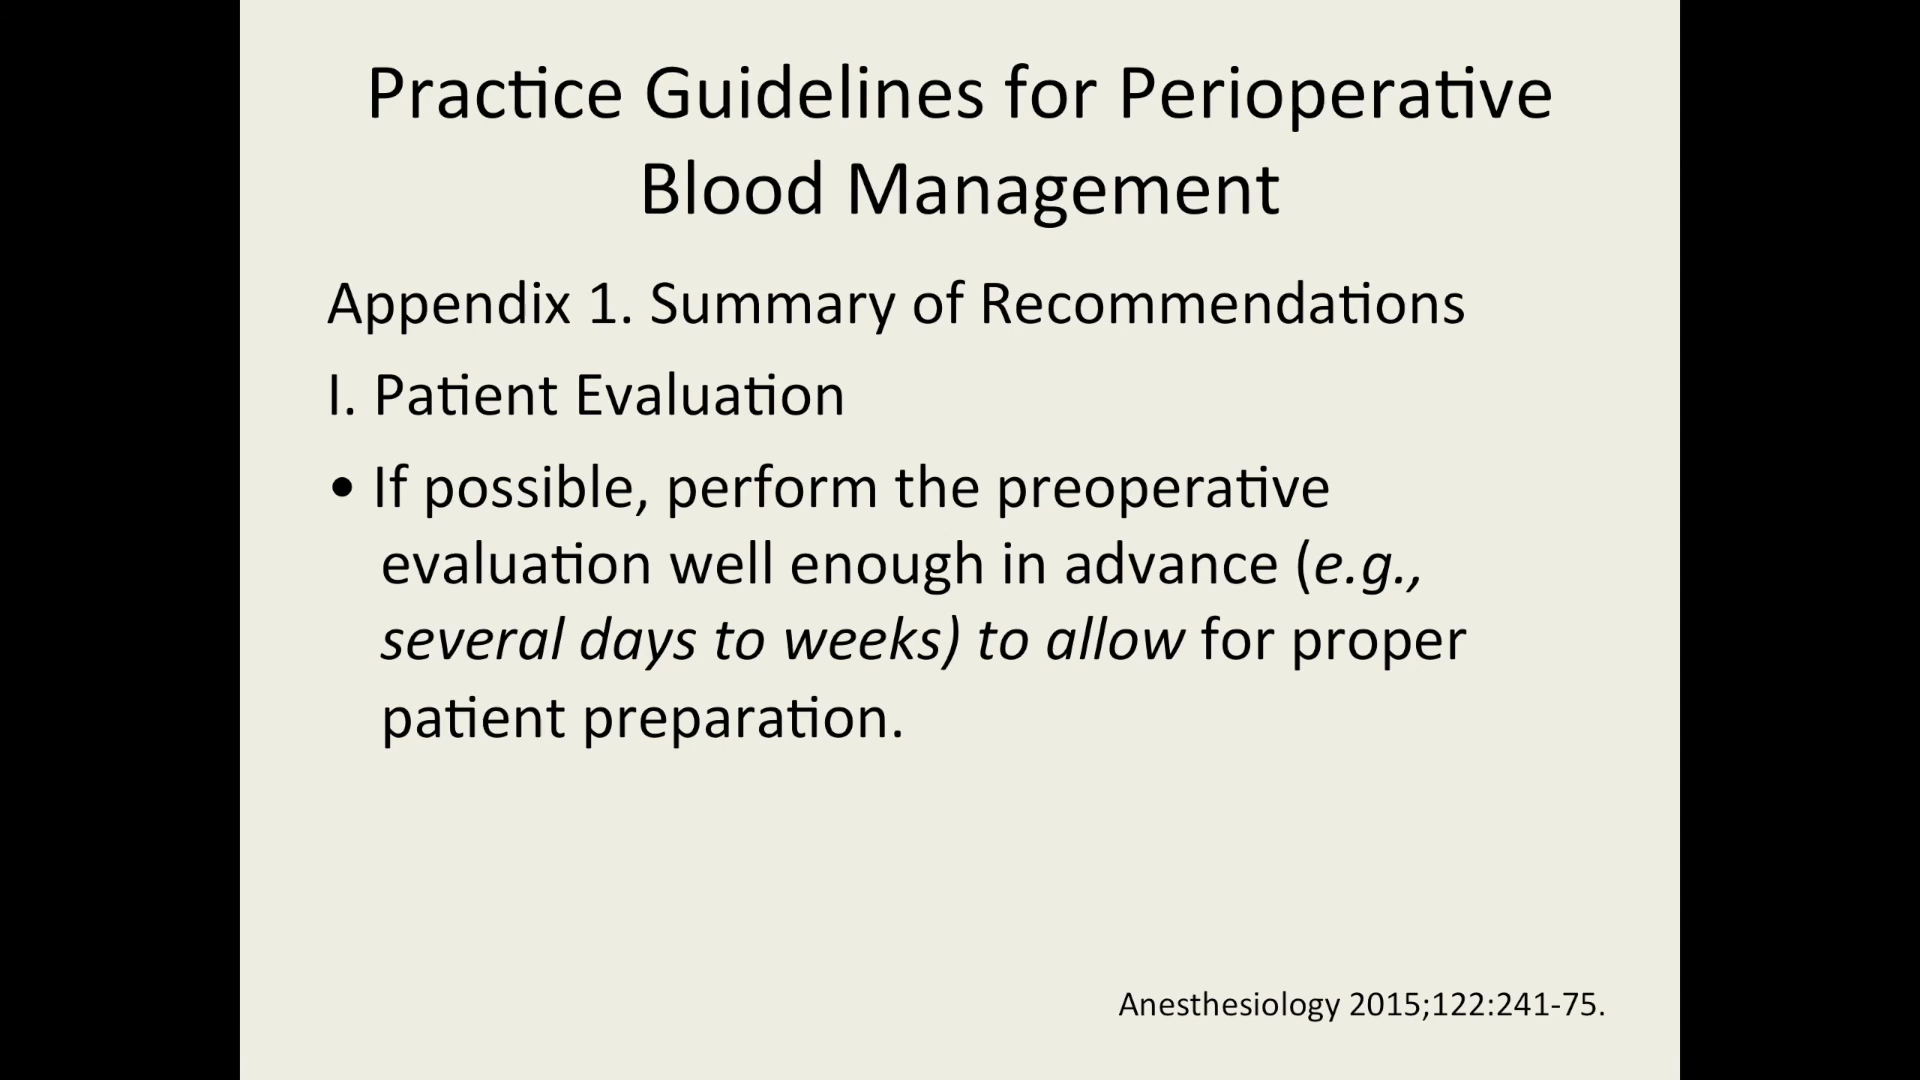 Practice Guidelines for Perioperative
Blood Management
Appendix 1. Summary of Recommendations
I. Patient Evaluation
• If possible, perform the preoperative
evaluation well enough in advance (e.g.,
several days to weeks) to allow for proper
patient preparation.
Anesthesiology 2015;122:241-75.